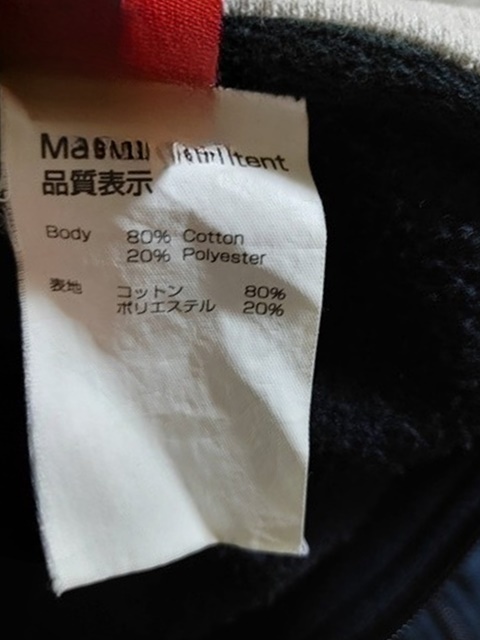 品質表示
Body 80% Cotton
20% Polyester
表地 コットン 80%
ポリエステル 20%